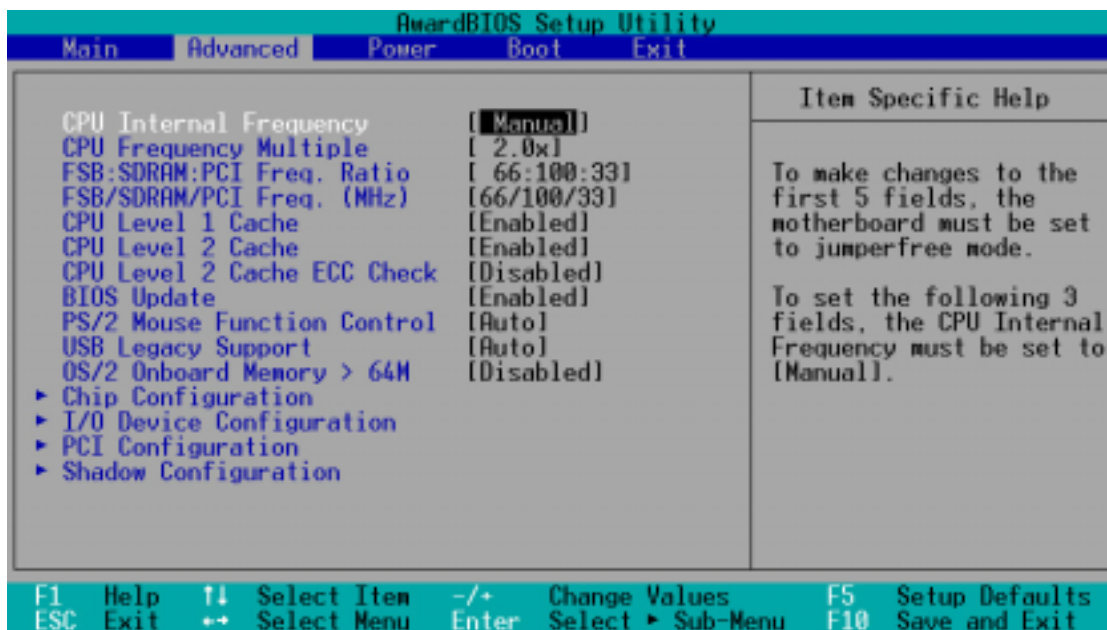 AwardBIOS Setup Utility
Main Advanced Power Boot Exit
CPU Internal Frequency [ Manual]
CPU Frequency Multiple [ 2.0x]
FSB:SDRAM:PCI Freq. Ratio [ 66:100:33]
FSB/SDRAM/PCI Freq. (MHz) [66/100/33]
CPU Level 1 Cache [Enabled]
CPU Level 2 Cache [Enabled]
CPU Level 2 Cache ECC Check [Disabled]
BIOS Update [Enabled]
PS/2 Mouse Function Control [Auto]
USB Legacy Support [Auto]
OS/2 Onboard Memory > 64M [Disabled]
► Chip Configuration
► I/O Device Configuration
► PCI Configuration
► Shadow Configuration
Item Specific Help
To make changes to the
first 5 fields, the
motherboard must be set
to jumperfree mode.
To set the following 3
fields, the CPU Internal
Frequency must be set to
[Manual].
F1 Help ↑↓ Select Item -/+ Change Values F5 Setup Defaults
ESC Exit ←→ Select Menu Enter Select ► Sub-Menu F10 Save and Exit